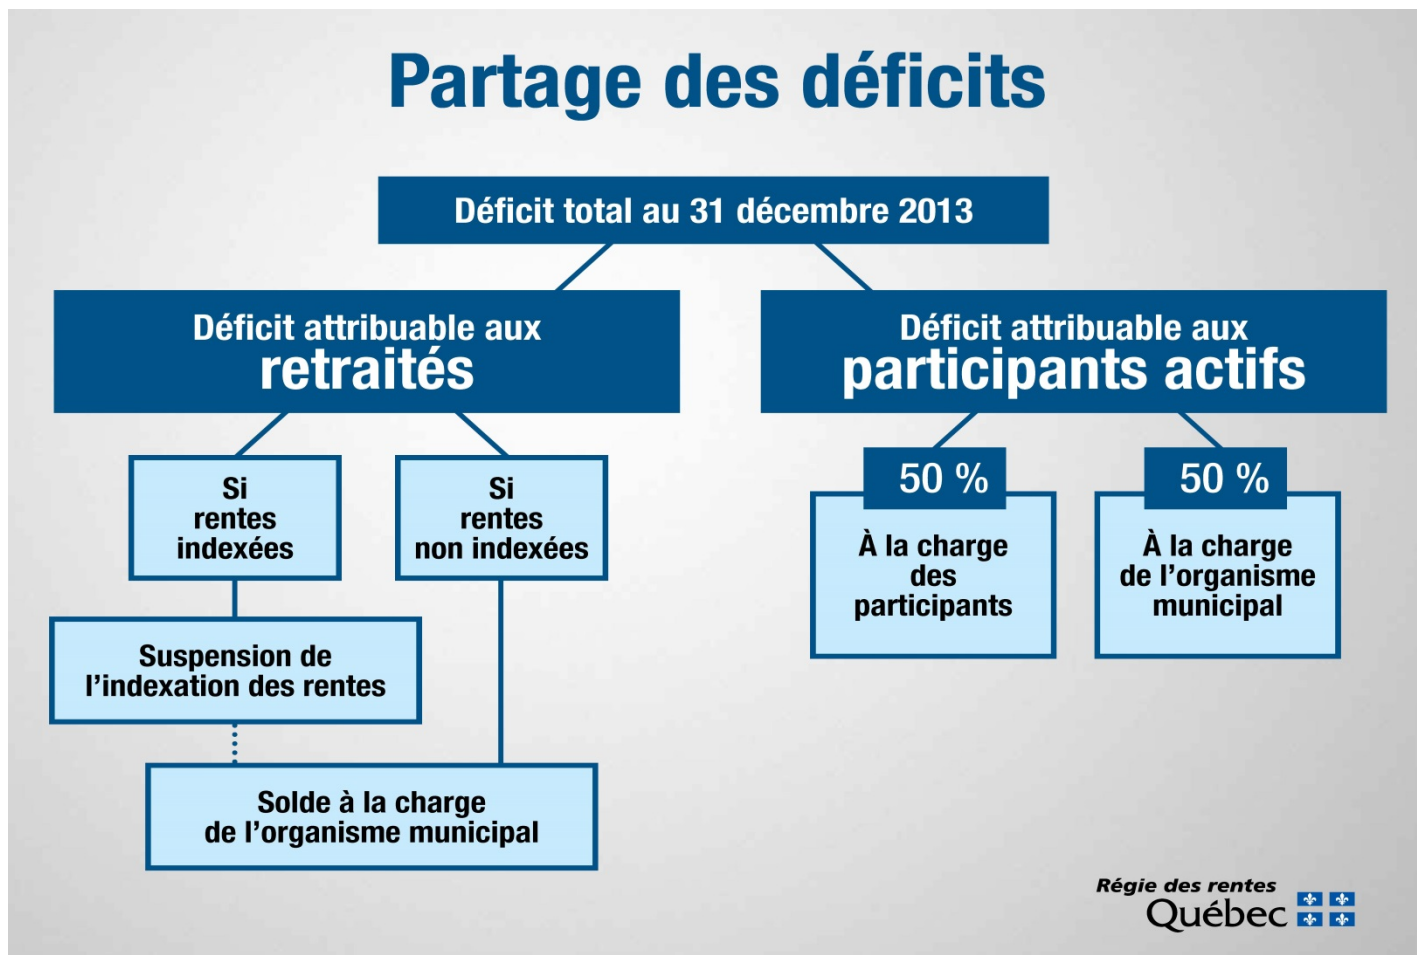 Partage des déficits
Déficit total au 31 décembre 2013
Déficit attribuable aux
retraités
Si
rentes
indexées
Si
rentes
non indexées
Suspension de
l'indexation des rentes
Solde à la charge
de l'organisme municipal
Déficit attribuable aux
participants actifs
50 %
À la charge
des
participants
50 %
À la charge
de l'organisme
municipal
Régie des rentes
Québec